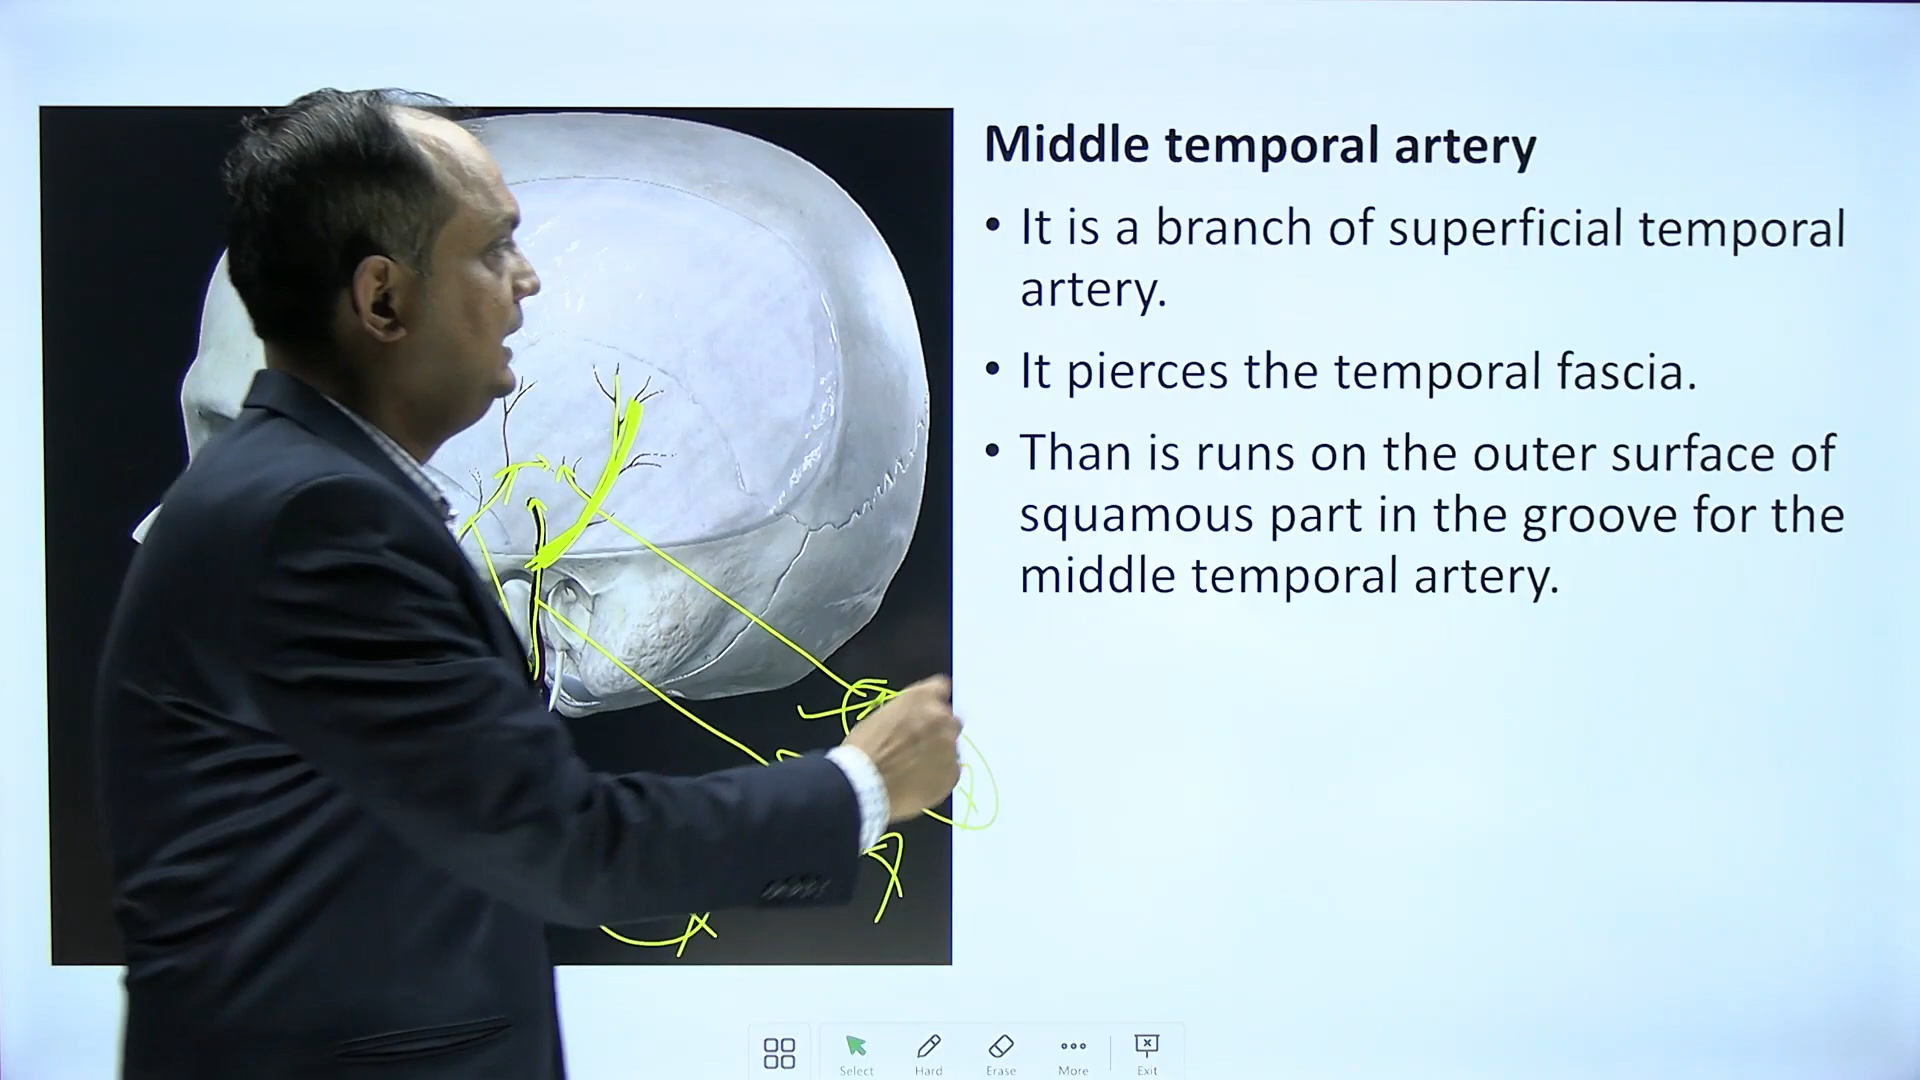 Middle temporal artery
• It is a branch of superficial temporal
artery.
• It pierces the temporal fascia.
• Than is runs on the outer surface of
squamous part in the groove for the
middle temporal artery.
Select Hard Erase More Exit